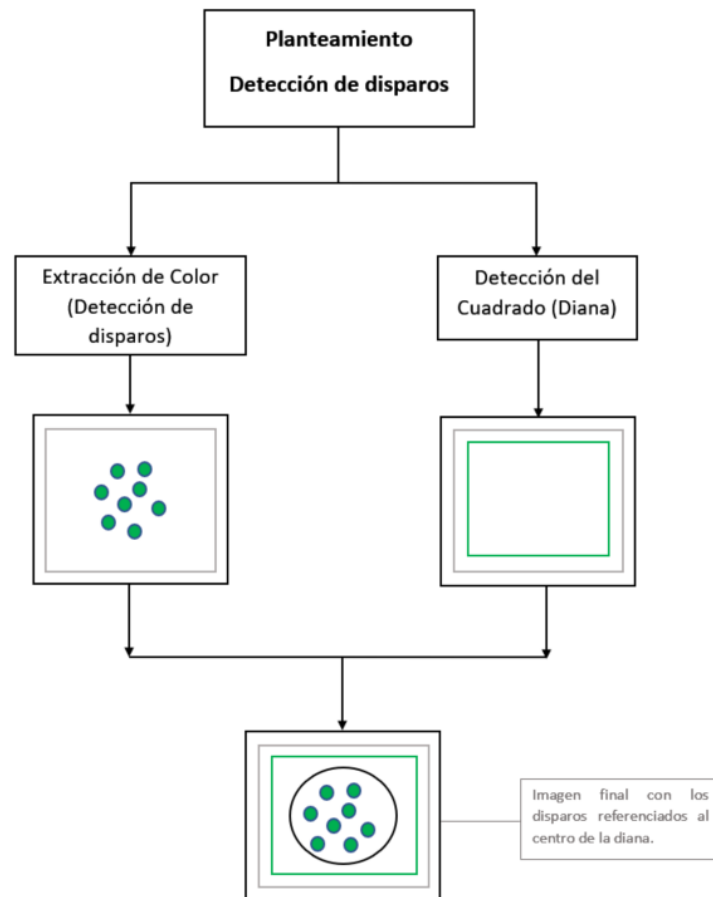 Planteamiento
Detección de disparos
Extracción de Color
(Detección de
disparos)
Detección del
Cuadrado (Diana)
Imagen final con los
disparos referenciados al
centro de la diana.